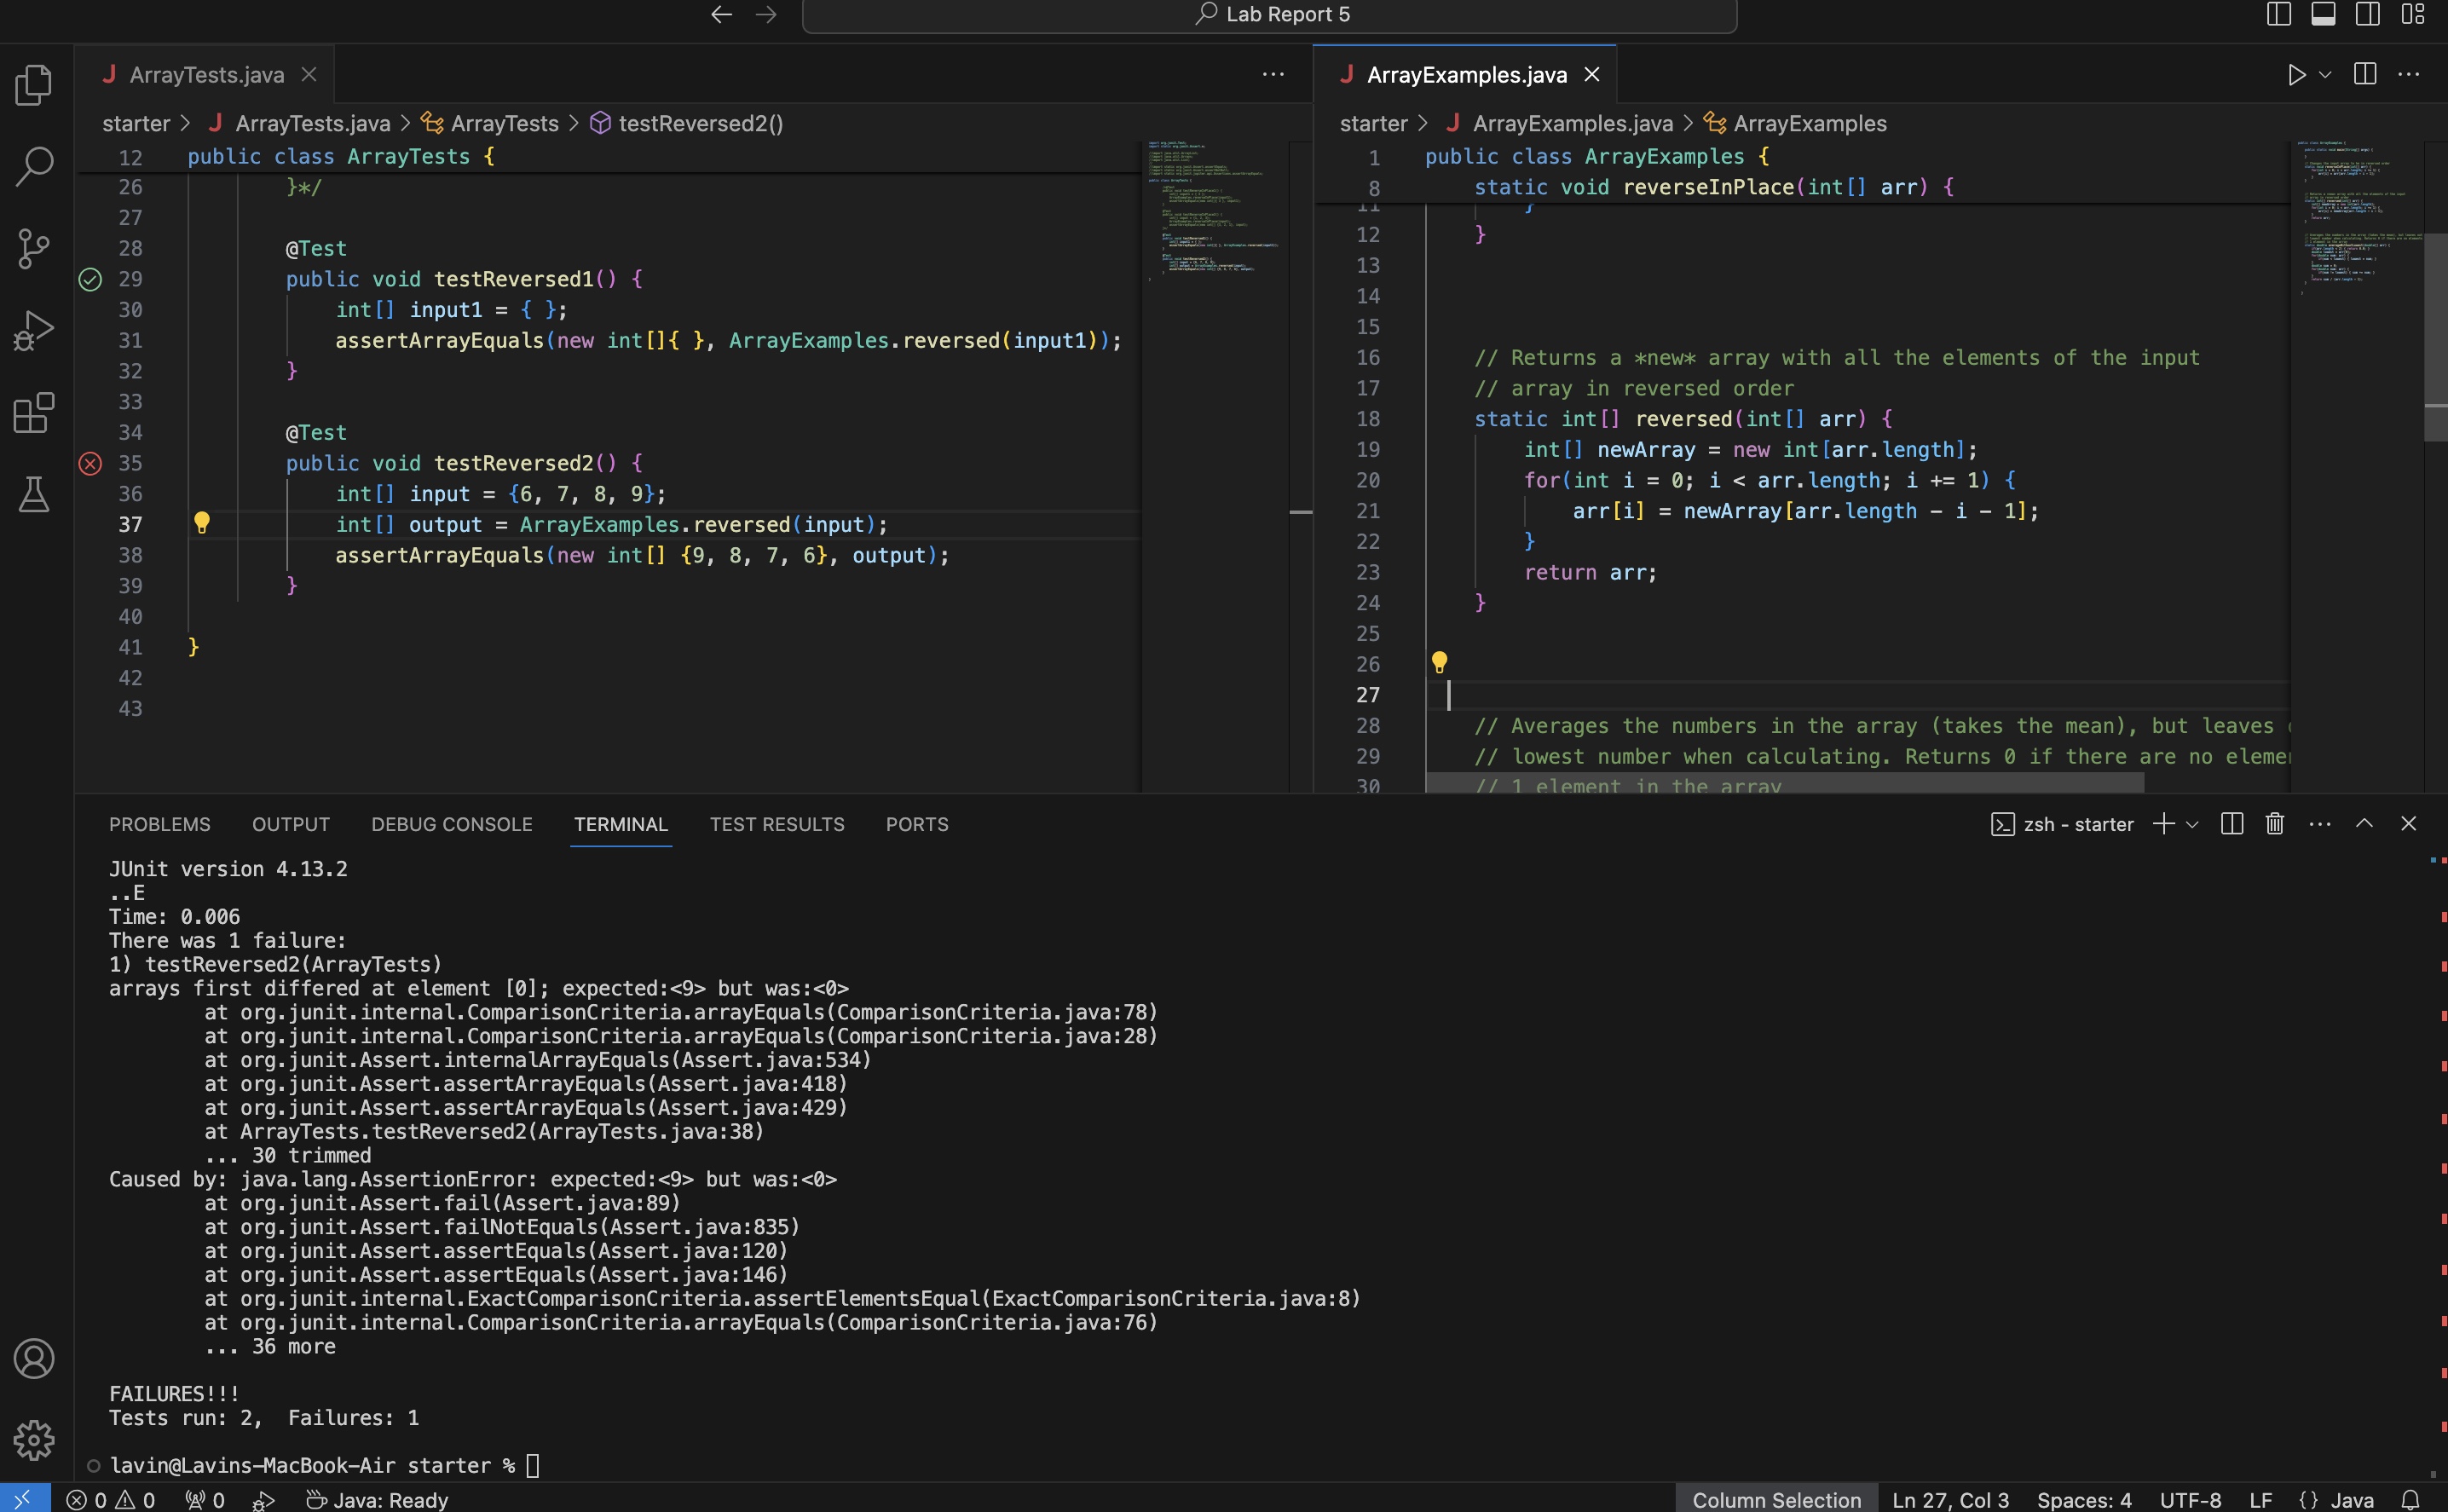 Lab Report 5
ArrayTests.java
starter > ArrayTests.java > ArrayTests > testReversed2()
12 public class ArrayTests {
26 }*/
27
28 @Test
29 public void testReversed1() {
30 int[] input1 = { };
31 assertArrayEquals(new int[]{ }, ArrayExamples.reversed(input1));
32 }
33
34 @Test
35 public void testReversed2() {
36 int[] input = {6, 7, 8, 9};
37 int[] output = ArrayExamples.reversed(input);
38 assertArrayEquals(new int[] {9, 8, 7, 6}, output);
39 }
40
41 }
42
43
ArrayExamples.java
starter > ArrayExamples.java > ArrayExamples
1 public class ArrayExamples {
8 static void reverseInPlace(int[] arr) {
11 }
12 }
13
14
15
16 // Returns a *new* array with all the elements of the input
17 // array in reversed order
18 static int[] reversed(int[] arr) {
19 int[] newArray = new int[arr.length];
20 for(int i = 0; i < arr.length; i += 1) {
21 arr[i] = newArray[arr.length - i - 1];
22 }
23 return arr;
24 }
25
26
27
28 // Averages the numbers in the array (takes the mean), but leaves
29 // lowest number when calculating. Returns 0 if there are no eleme
30 // 1 element in the array
PROBLEMS OUTPUT DEBUG CONSOLE TERMINAL TEST RESULTS PORTS
zsh - starter
JUnit version 4.13.2
..E
Time: 0.006
There was 1 failure:
1) testReversed2(ArrayTests)
arrays first differed at element [0]; expected:<9> but was:<0>
at org.junit.internal.ComparisonCriteria.arrayEquals(ComparisonCriteria.java:78)
at org.junit.internal.ComparisonCriteria.arrayEquals(ComparisonCriteria.java:28)
at org.junit.Assert.internalArrayEquals(Assert.java:534)
at org.junit.Assert.assertArrayEquals(Assert.java:418)
at org.junit.Assert.assertArrayEquals(Assert.java:429)
at ArrayTests.testReversed2(ArrayTests.java:38)
... 30 trimmed
Caused by: java.lang.AssertionError: expected:<9> but was:<0>
at org.junit.Assert.fail(Assert.java:89)
at org.junit.Assert.failNotEquals(Assert.java:835)
at org.junit.Assert.assertEquals(Assert.java:120)
at org.junit.Assert.assertEquals(Assert.java:146)
at org.junit.internal.ExactComparisonCriteria.assertElementsEqual(ExactComparisonCriteria.java:8)
at org.junit.internal.ComparisonCriteria.arrayEquals(ComparisonCriteria.java:76)
... 36 more
FAILURES!!!
Tests run: 2,  Failures: 1
lavin@Lavins-MacBook-Air starter %
0 0 0 Java: Ready
Column Selection Ln 27, Col 3 Spaces: 4 UTF-8 LF {} Java